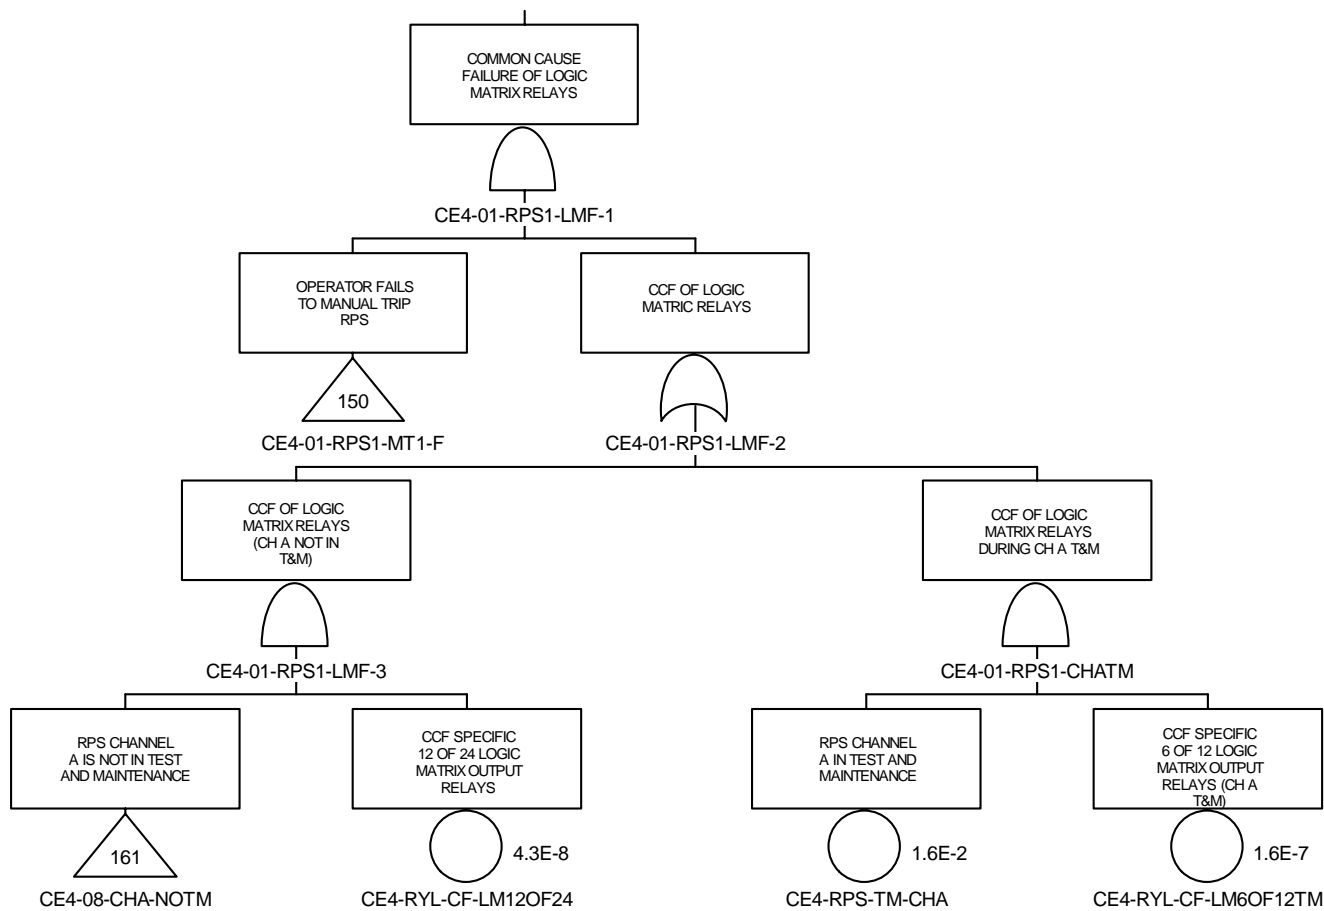 COMMON CAUSE
FAILURE OF LOGIC
MATRIX RELAYS
CE4-01-RPS1-LMF-1
OPERATOR FAILS
TO MANUAL TRIP
RPS
150
CE4-01-RPS1-MT1-F
CCF OF LOGIC
MATRIC RELAYS
CE4-01-RPS1-LMF-2
CCF OF LOGIC
MATRIX RELAYS
(CH A NOT IN
T&M)
CE4-01-RPS1-LMF-3
CCF OF LOGIC
MATRIX RELAYS
DURING CH A T&M
CE4-01-RPS1-CHATM
RPS CHANNEL
A IS NOT IN TEST
AND MAINTENANCE
161
CE4-08-CHA-NOTM
CCF SPECIFIC
12 OF 24 LOGIC
MATRIX OUTPUT
RELAYS
4.3E-8
CE4-RYL-CF-LM12OF24
RPS CHANNEL
A IN TEST AND
MAINTENANCE
1.6E-2
CE4-RPS-TM-CHA
CCF SPECIFIC
6 OF 12 LOGIC
MATRIX OUTPUT
RELAYS (CH A
T&M)
1.6E-7
CE4-RYL-CF-LM6OF12TM